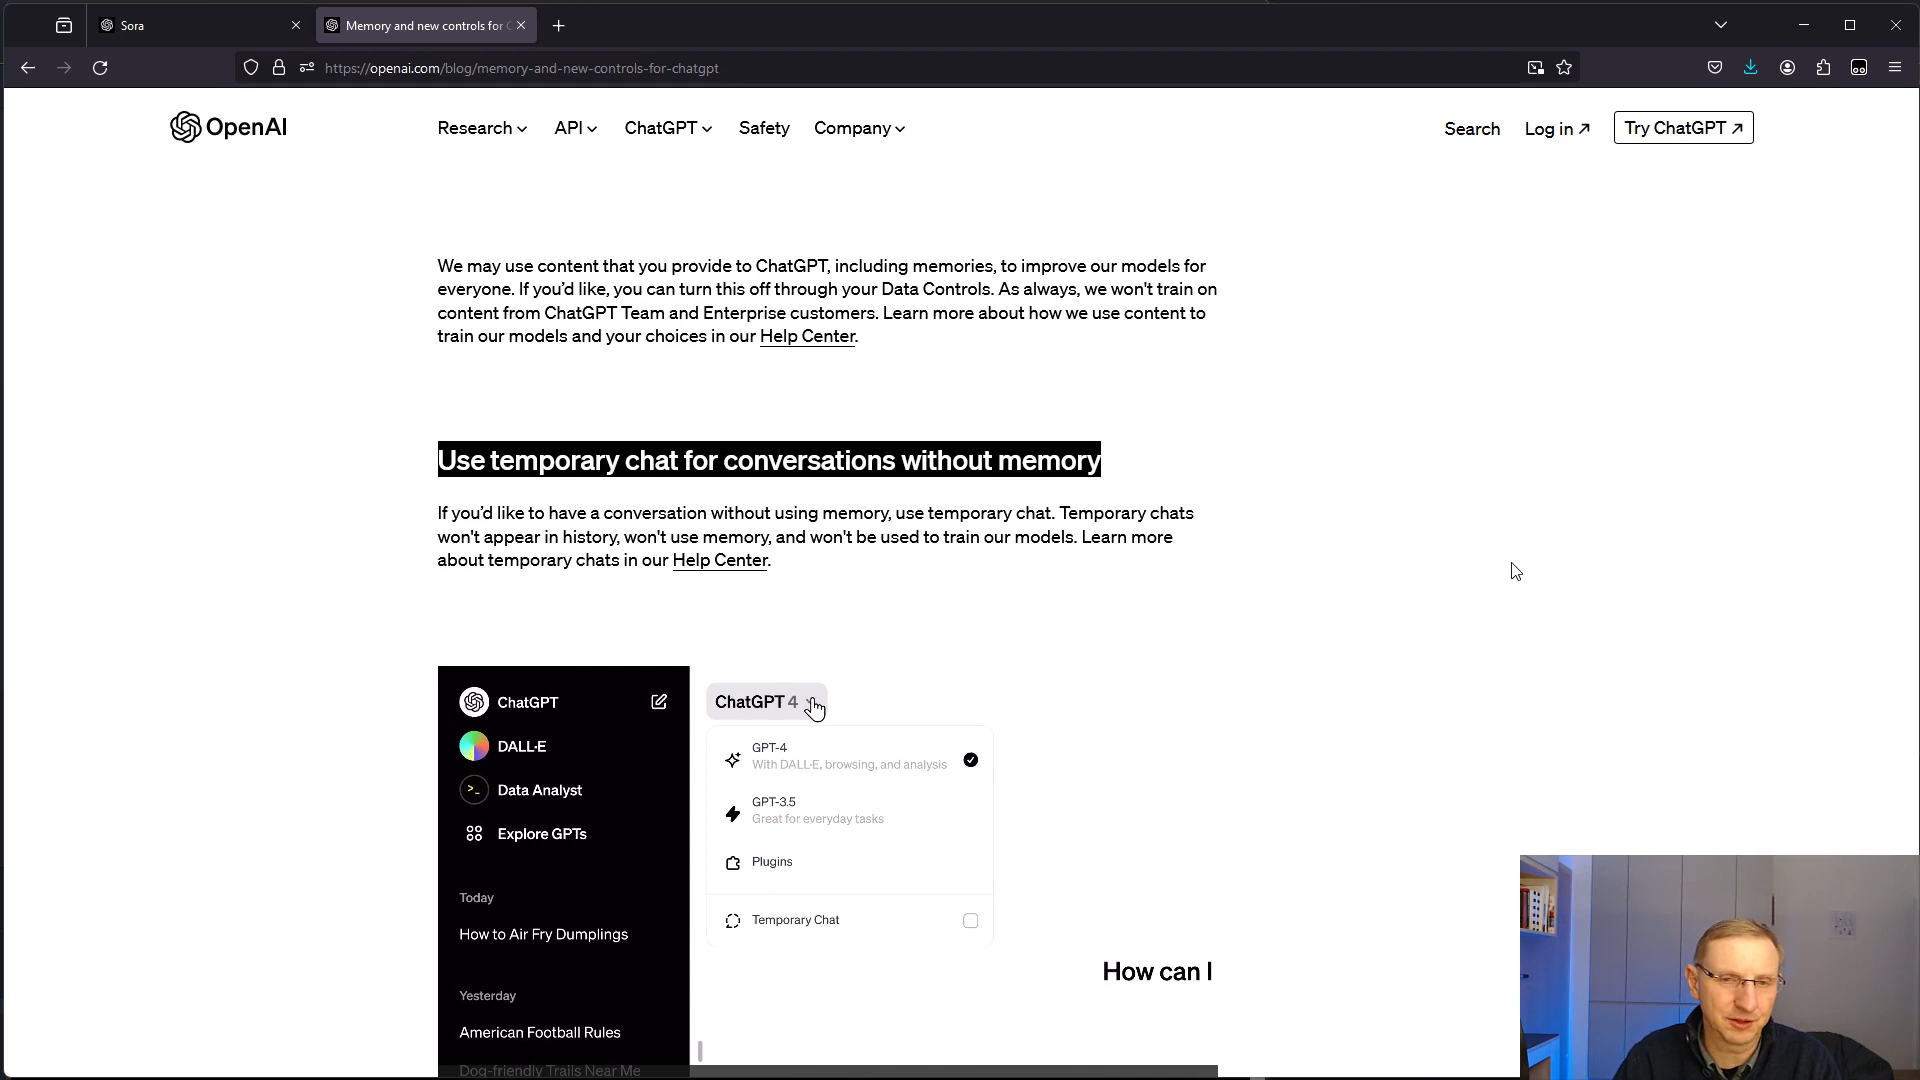 Sora
Memory and new controls for C
https://openai.com/blog/memory-and-new-controls-for-chatgpt
OpenAI
Research
API
ChatGPT
Safety
Company
Search
Log in
Try ChatGPT
We may use content that you provide to ChatGPT, including memories, to improve our models for
everyone. If you’d like, you can turn this off through your Data Controls. As always, we won't train on
content from ChatGPT Team and Enterprise customers. Learn more about how we use content to
train our models and your choices in our Help Center.
Use temporary chat for conversations without memory
If you’d like to have a conversation without using memory, use temporary chat. Temporary chats
won't appear in history, won't use memory, and won't be used to train our models. Learn more
about temporary chats in our Help Center.
ChatGPT
DALL·E
Data Analyst
Explore GPTs
Today
How to Air Fry Dumplings
Yesterday
American Football Rules
Dog-friendly Trails Near Me
ChatGPT 4
GPT-4
With DALL·E, browsing, and analysis
GPT-3.5
Great for everyday tasks
Plugins
Temporary Chat
How can I